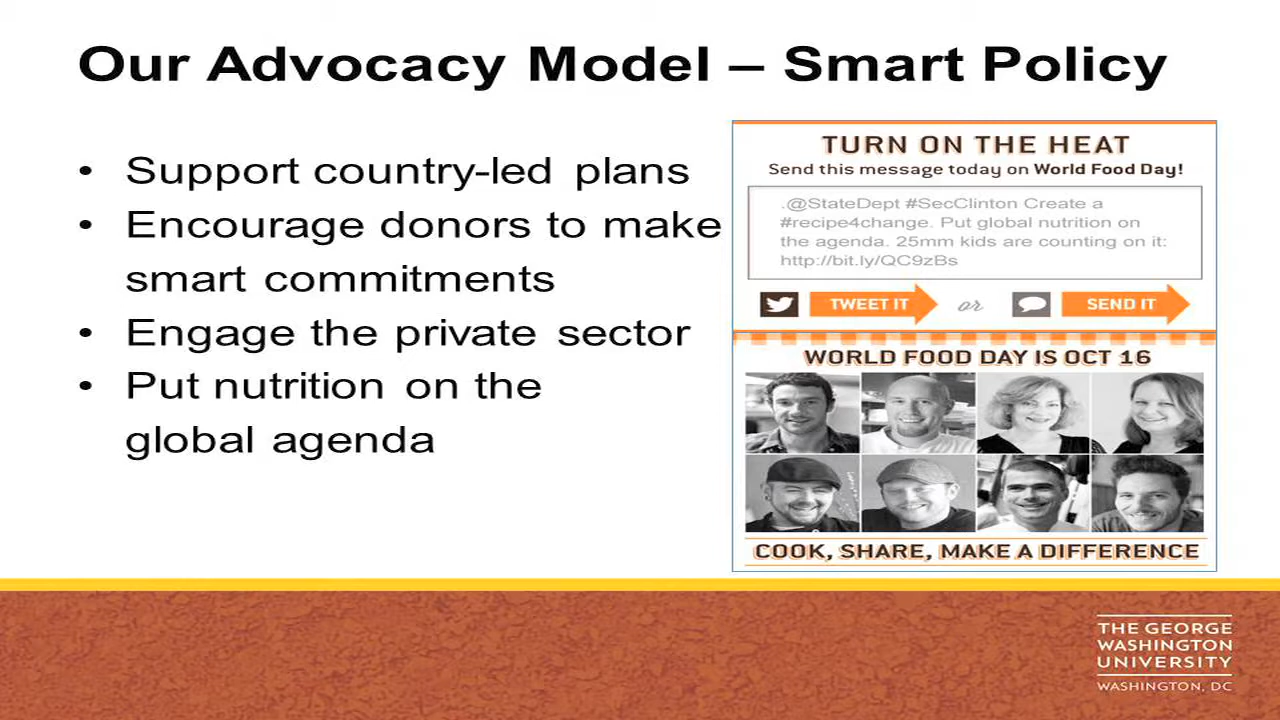 Our Advocacy Model – Smart Policy
• Support country-led plans
• Encourage donors to make
smart commitments
• Engage the private sector
• Put nutrition on the
global agenda
TURN ON THE HEAT
Send this message today on World Food Day!
.@StateDept #SecClinton Create a
#recipe4change. Put global nutrition on
the agenda. 25mm kids are counting on it:
http://bit.ly/QC9zBs
TWEET IT or SEND IT
WORLD FOOD DAY IS OCT 16
COOK, SHARE, MAKE A DIFFERENCE
THE GEORGE
WASHINGTON
UNIVERSITY
WASHINGTON, DC